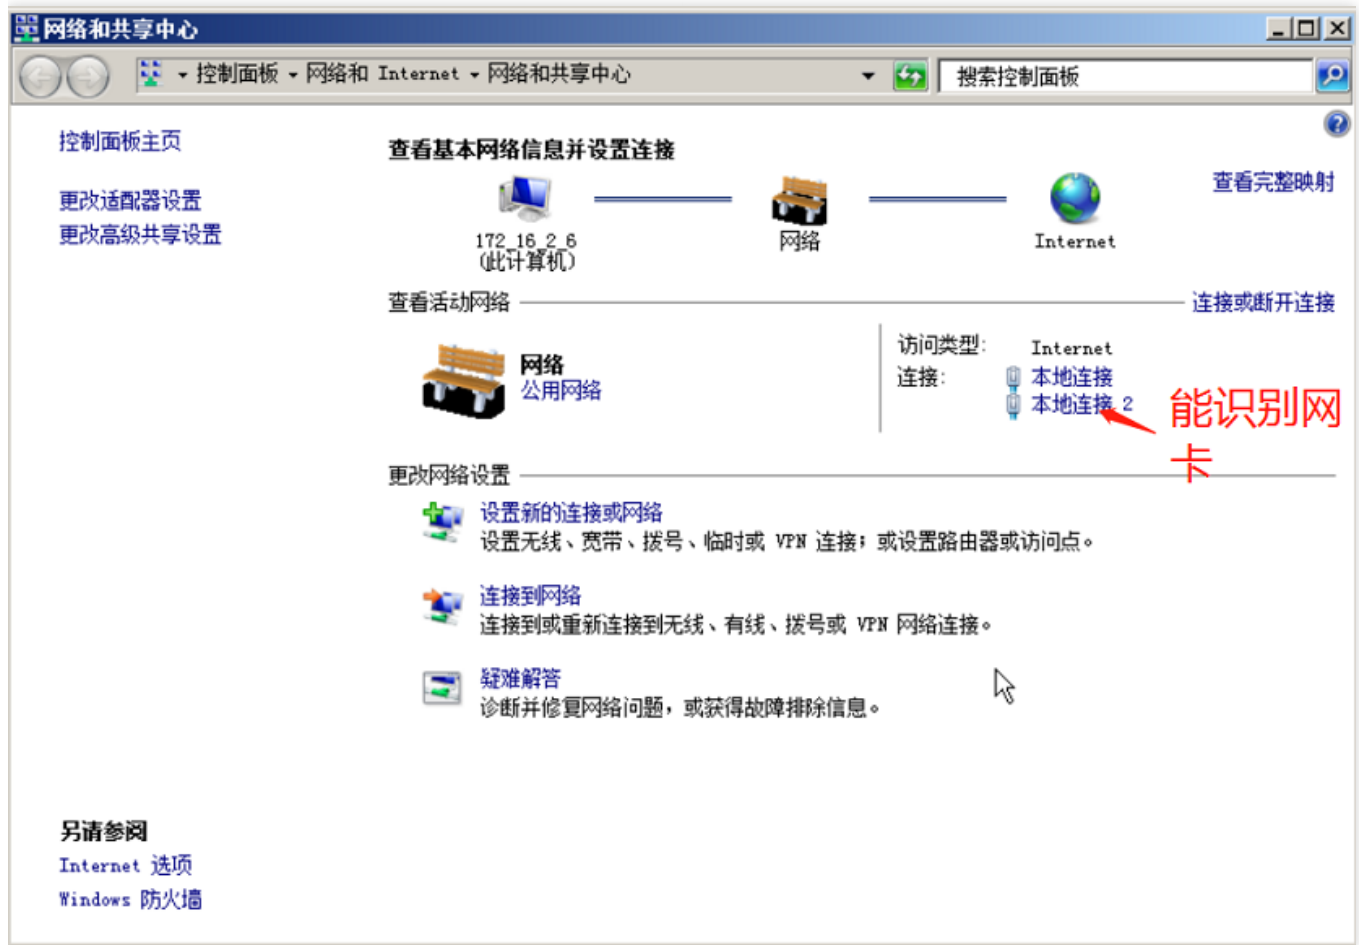 网络和共享中心
控制面板 网络和 Internet 网络和共享中心
搜索控制面板
控制面板主页
更改适配器设置
更改高级共享设置
查看基本网络信息并设置连接
查看完整映射
172_16_2_6
(此计算机)
网络
Internet
查看活动网络
连接或断开连接
网络
公用网络
访问类型:
Internet
连接:
本地连接
本地连接 2
能识别网
卡
更改网络设置
设置新的连接或网络
设置无线、宽带、拨号、临时或 VPN 连接；或设置路由器或访问点。
连接到网络
连接到或重新连接到无线、有线、拨号或 VPN 网络连接。
疑难解答
诊断并修复网络问题，或获得故障排除信息。
另请参阅
Internet 选项
Windows 防火墙